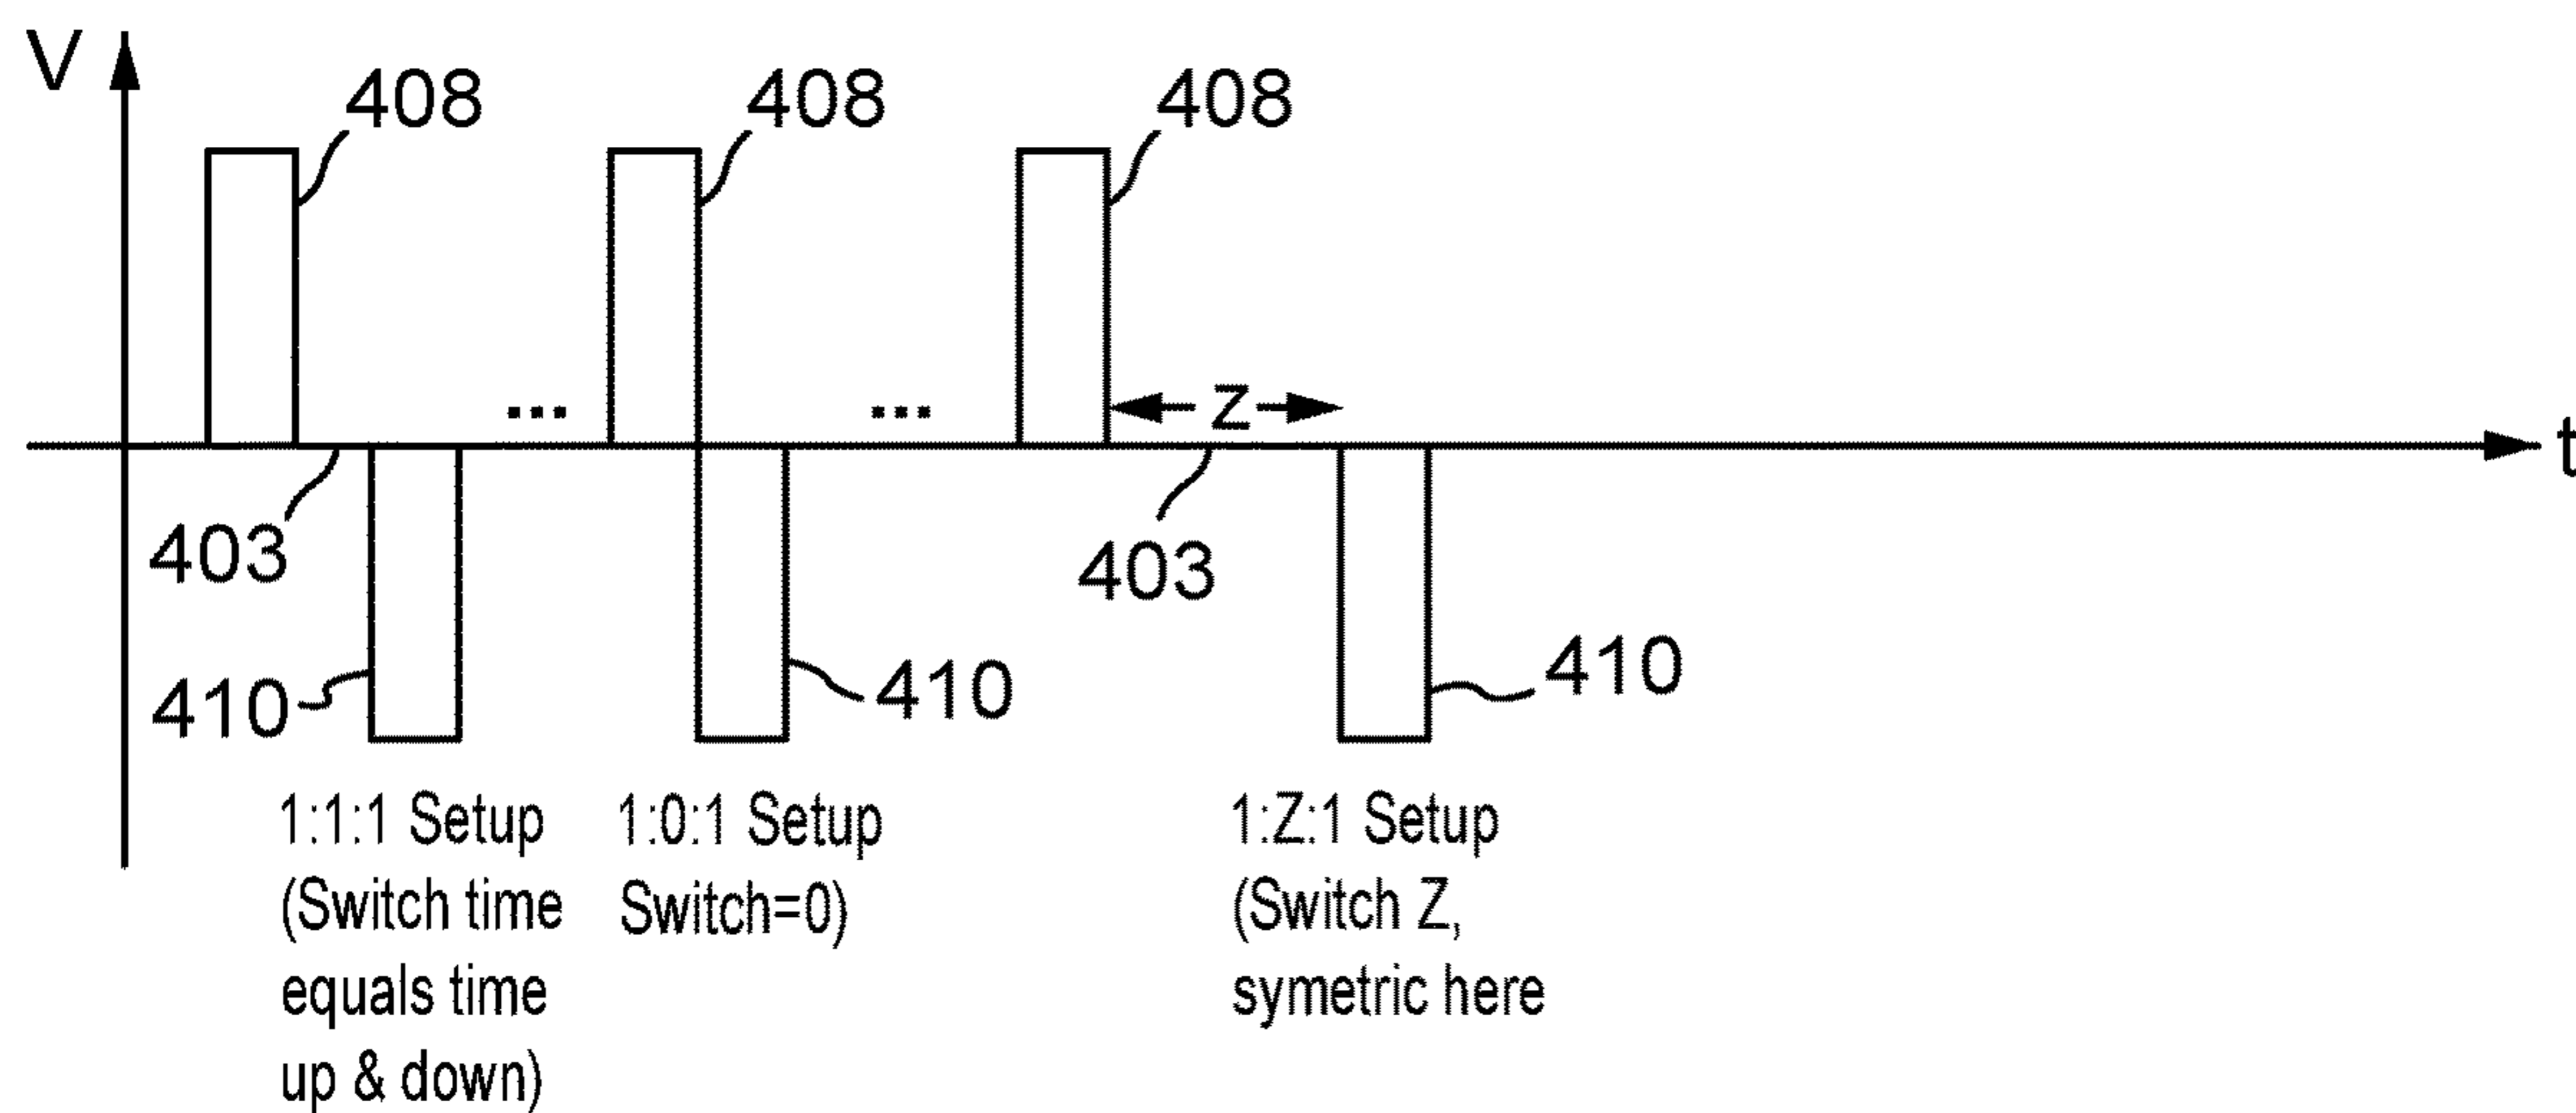 V
408
408
408
...
...
Z
t
403
403
410
410
410
1:1:1 Setup
(Switch time
equals time
up & down)
1:0:1 Setup
Switch=0)
1:Z:1 Setup
(Switch Z,
symetric here